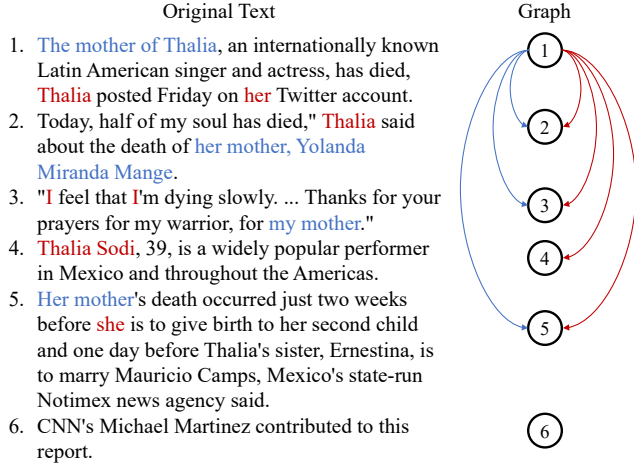 Original Text
Graph
1. The mother of Thalia, an internationally known
Latin American singer and actress, has died,
Thalia posted Friday on her Twitter account.
2. Today, half of my soul has died," Thalia said
about the death of her mother, Yolanda
Miranda Mange.
3. "I feel that I'm dying slowly. ... Thanks for your
prayers for my warrior, for my mother."
4. Thalia Sodi, 39, is a widely popular performer
in Mexico and throughout the Americas.
5. Her mother's death occurred just two weeks
before she is to give birth to her second child
and one day before Thalia's sister, Ernestina, is
to marry Mauricio Camps, Mexico's state-run
Notimex news agency said.
6. CNN's Michael Martinez contributed to this
report.
1
2
3
4
5
6